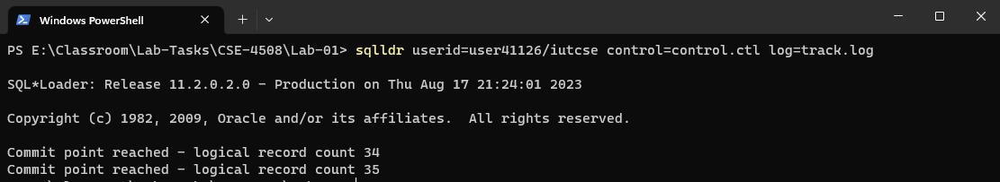 Windows PowerShell
PS E:\Classroom\Lab-Tasks\CSE-4508\Lab-01> sqlldr userid=user41126/iutcse control=control.ctl log=track.log
SQL*Loader: Release 11.2.0.2.0 - Production on Thu Aug 17 21:24:01 2023
Copyright (c) 1982, 2009, Oracle and/or its affiliates.  All rights reserved.
Commit point reached - logical record count 34
Commit point reached - logical record count 35